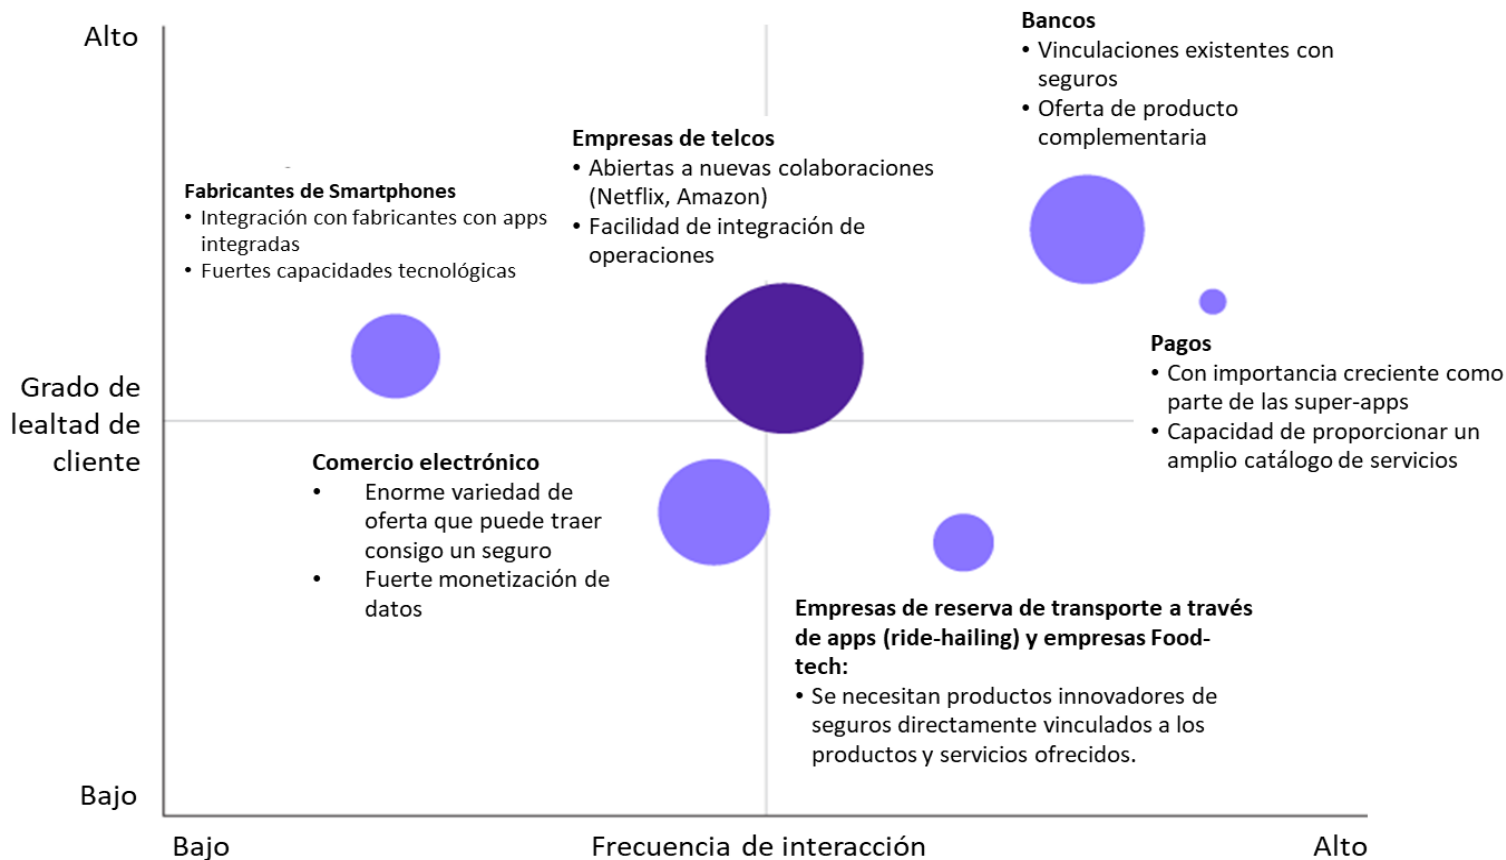 Alto
Bancos
• Vinculaciones existentes con
seguros
• Oferta de producto
complementaria
Empresas de telcos
• Abiertas a nuevas colaboraciones
(Netflix, Amazon)
• Facilidad de integración de
operaciones
Fabricantes de Smartphones
• Integración con fabricantes con apps
integradas
• Fuertes capacidades tecnológicas
Pagos
• Con importancia creciente como
parte de las super-apps
• Capacidad de proporcionar un
amplio catálogo de servicios
Grado de
lealtad de
cliente
Comercio electrónico
• Enorme variedad de
oferta que puede traer
consigo un seguro
• Fuerte monetización de
datos
Empresas de reserva de transporte a través
de apps (ride-hailing) y empresas Food-
tech:
• Se necesitan productos innovadores de
seguros directamente vinculados a los
productos y servicios ofrecidos.
Bajo
Bajo
Frecuencia de interacción
Alto